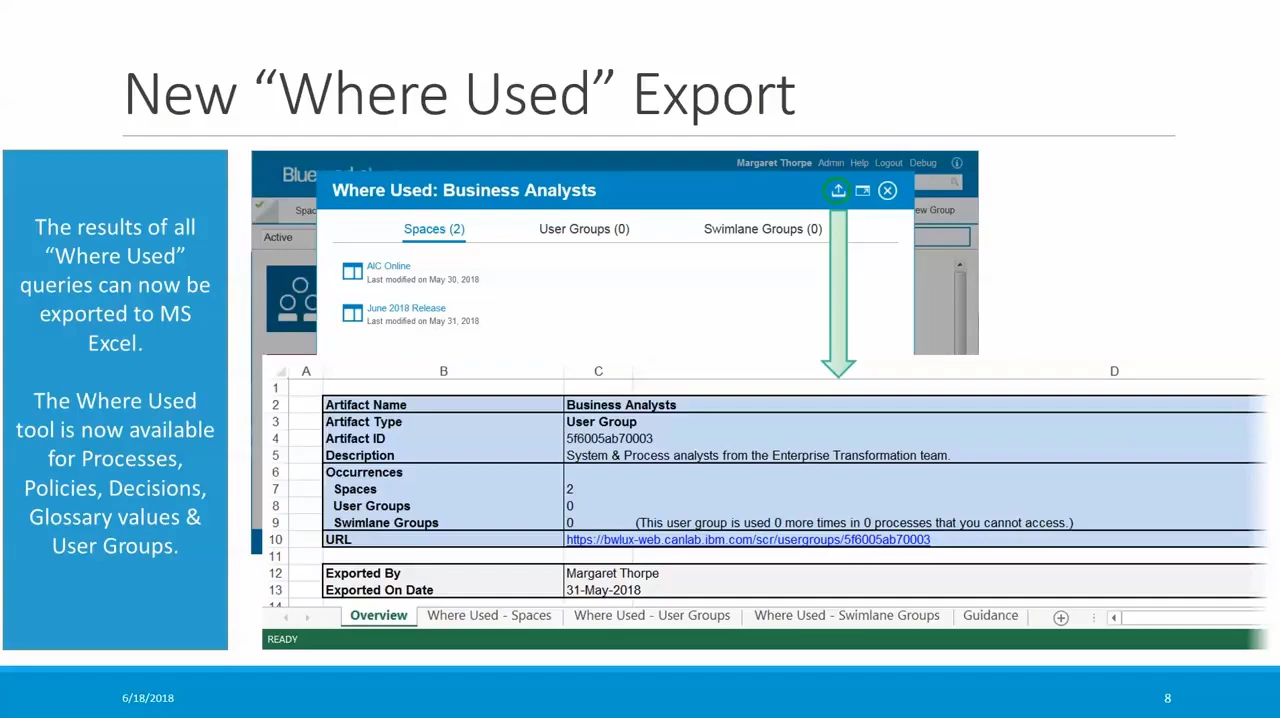 New “Where Used” Export
The results of all
“Where Used”
queries can now be
exported to MS
Excel.
The Where Used
tool is now available
for Processes,
Policies, Decisions,
Glossary values &
User Groups.
Margaret Thorpe Admin Help Logout Debug
Where Used: Business Analysts
Active
Spaces (2) User Groups (0) Swimlane Groups (0)
AIC Online
Last modified on May 30, 2018
June 2018 Release
Last modified on May 31, 2018
A B C D
1
2 Artifact Name Business Analysts
3 Artifact Type User Group
4 Artifact ID 5f6005ab70003
5 Description System & Process analysts from the Enterprise Transformation team.
6 Occurrences
7 Spaces 2
8 User Groups 0
9 Swimlane Groups 0 (This user group is used 0 more times in 0 processes that you cannot access.)
10 URL https://bwlux-web.canlab.ibm.com/scr/usergroups/5f6005ab70003
11
12 Exported By Margaret Thorpe
13 Exported On Date 31-May-2018
Overview Where Used - Spaces Where Used - User Groups Where Used - Swimlane Groups Guidance
READY
6/18/2018 8